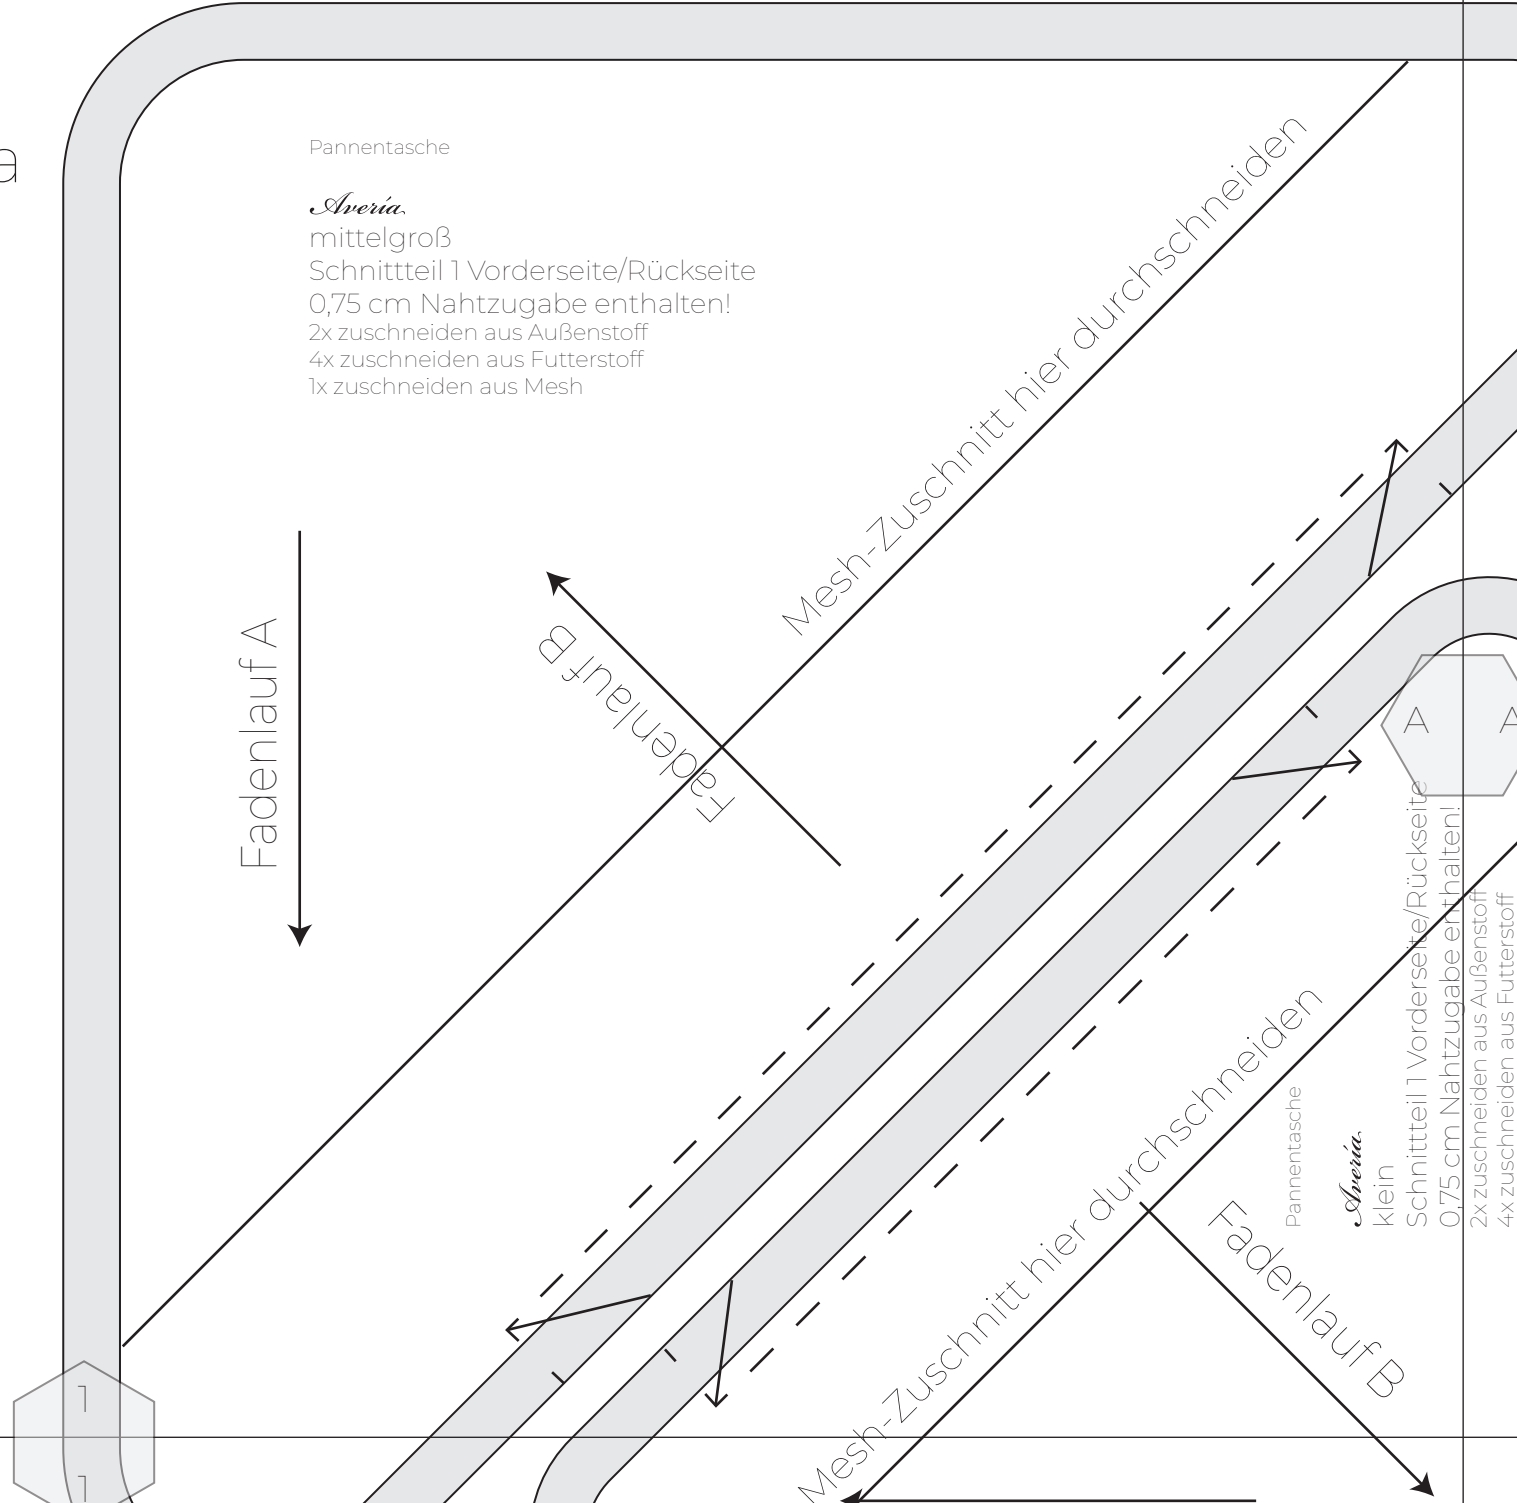 a
Pannentasche
Avería
mittelgroß
Schnittteil 1 Vorderseite/Rückseite
0,75 cm Nahtzugabe enthalten!
2x zuschneiden aus Außenstoff
4x zuschneiden aus Futterstoff
1x zuschneiden aus Mesh
Mesh-Zuschnitt hier durchschneiden
Fadenlauf A
Fadenlauf B
A
A
Pannentasche
Avería
klein
Schnittteil 1 Vorderseite/Rückseite
0,75 cm Nahtzugabe enthalten!
2x zuschneiden aus Außenstoff
4x zuschneiden aus Futterstoff
Mesh-Zuschnitt hier durchschneiden
Fadenlauf B
1
1